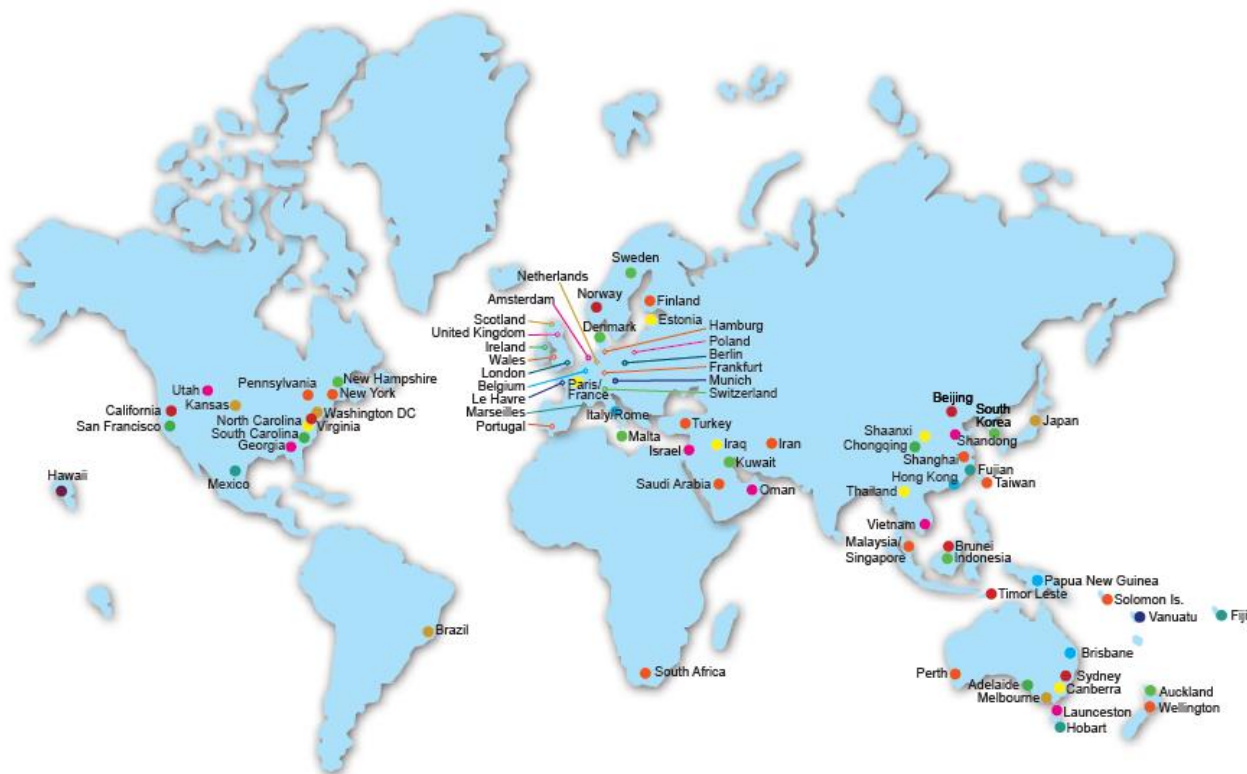 Sweden
Netherlands
Norway
Finland
Amsterdam
Denmark
Estonia
Scotland
United Kingdom
Ireland
Wales
London
Belgium
Le Havre
Marseilles
Portugal
Hamburg
Poland
Berlin
Frankfurt
Munich
Switzerland
Paris/
France
Italy/Rome
Malta
Turkey
Israel
Iraq
Iran
Kuwait
Saudi Arabia
Oman
Utah
Pennsylvania
New Hampshire
New York
Kansas
California
San Francisco
North Carolina
Washington DC
South Carolina
Virginia
Georgia
Mexico
Hawaii
Brazil
South Africa
Beijing
South
Korea
Japan
Shaanxi
Chongqing
Shandong
Shanghai
Fujian
Hong Kong
Taiwan
Thailand
Vietnam
Malaysia/
Singapore
Brunei
Indonesia
Papua New Guinea
Timor Leste
Solomon Is.
Vanuatu
Fiji
Brisbane
Perth
Sydney
Adelaide
Canberra
Melbourne
Launceston
Hobart
Auckland
Wellington